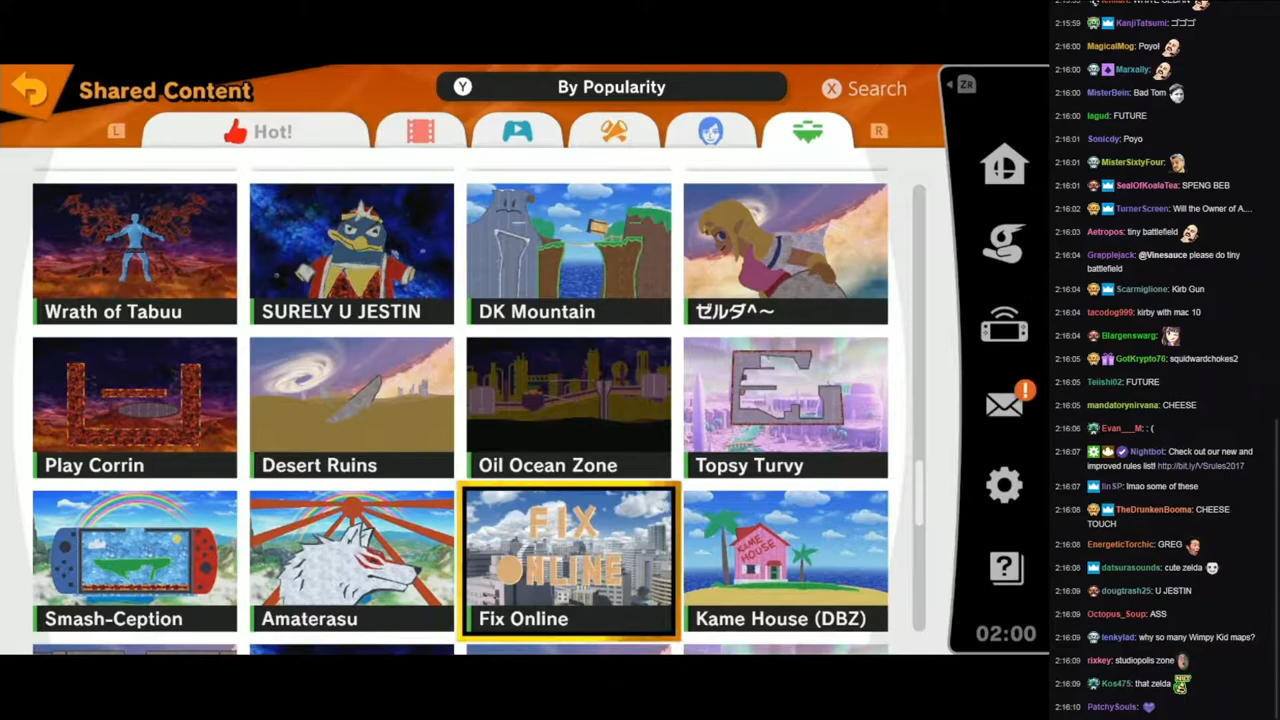 Shared Content
Y By Popularity
X Search
ZR
L
Hot!
R
Wrath of Tabuu
SURELY U JESTIN
DK Mountain
ゼルダ^～
Play Corrin
Desert Ruins
Oil Ocean Zone
Topsy Turvy
FIX
ONLINE
KAME
HOUSE
Smash-Ception
Amaterasu
Fix Online
Kame House (DBZ)
02:00
2:15:59 KanjiTatsumi: ゴゴゴ
2:16:00 MagicalMog: Poyo!
2:16:00 Marxally:
2:16:00 MisterBein: Bad Tom
2:16:00 lagud: FUTURE
2:16:01 Sonicdy: Poyo
2:16:01 MisterSixtyFour:
2:16:01 SealOfKoalaTea: SPENG BEB
2:16:02 TurnerScreen: Will the Owner of A....
2:16:03 Aetropos: tiny battlefield
2:16:04 Grapplejack: @Vinesauce please do tiny
battlefield
2:16:04 Scarmiglione: Kirb Gun
2:16:04 tacodog999: kirby with mac 10
2:16:04 Blargenswarg:
2:16:05 GotKrypto76: squidwardchokes2
2:16:05 Teiishi02: FUTURE
2:16:05 mandatorynirvana: CHEESE
2:16:06 Evan___M: : (
2:16:07 Nightbot: Check out our new and
improved rules list! http://bit.ly/VSrules2017
2:16:07 linSP: lmao some of these
2:16:08 TheDrunkenBooma: CHEESE
TOUCH
2:16:08 EnergeticTorchic: GREG
2:16:08 datsurasounds: cute zelda
2:16:09 dougtrash25: U JESTIN
2:16:09 Octopus_Soup: ASS
2:16:09 lenkylad: why so many Wimpy Kid maps?
2:16:09 rixkey: studiopolis zone
2:16:09 Kos475: that zelda
2:16:10 PatchySouls: